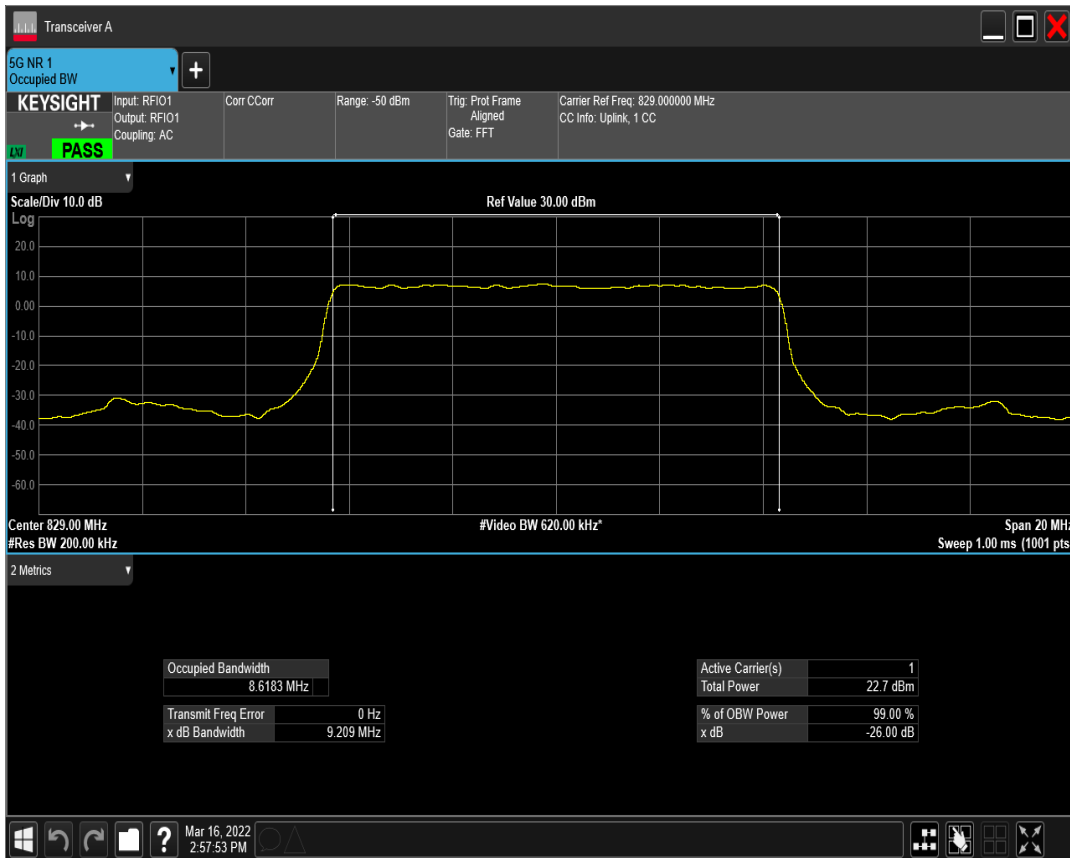 Transceiver A
5G NR 1
Occupied BW
+
KEYSIGHT
LXI
PASS
Input: RFIO1
Output: RFIO1
Coupling: AC
Corr CCorr
Range: -50 dBm
Trig: Prot Frame
Aligned
Gate: FFT
Carrier Ref Freq: 829.000000 MHz
CC Info: Uplink, 1 CC
1 Graph
Scale/Div 10.0 dB
Ref Value 30.00 dBm
Log
20.0
10.0
0.00
-10.0
-20.0
-30.0
-40.0
-50.0
-60.0
Center 829.00 MHz
#Video BW 620.00 kHz*
Span 20 MHz
#Res BW 200.00 kHz
Sweep 1.00 ms (1001 pts
2 Metrics
Occupied Bandwidth
8.6183 MHz
Transmit Freq Error 0 Hz
x dB Bandwidth 9.209 MHz
Active Carrier(s) 1
Total Power 22.7 dBm
% of OBW Power 99.00 %
x dB -26.00 dB
?
Mar 16, 2022
2:57:53 PM